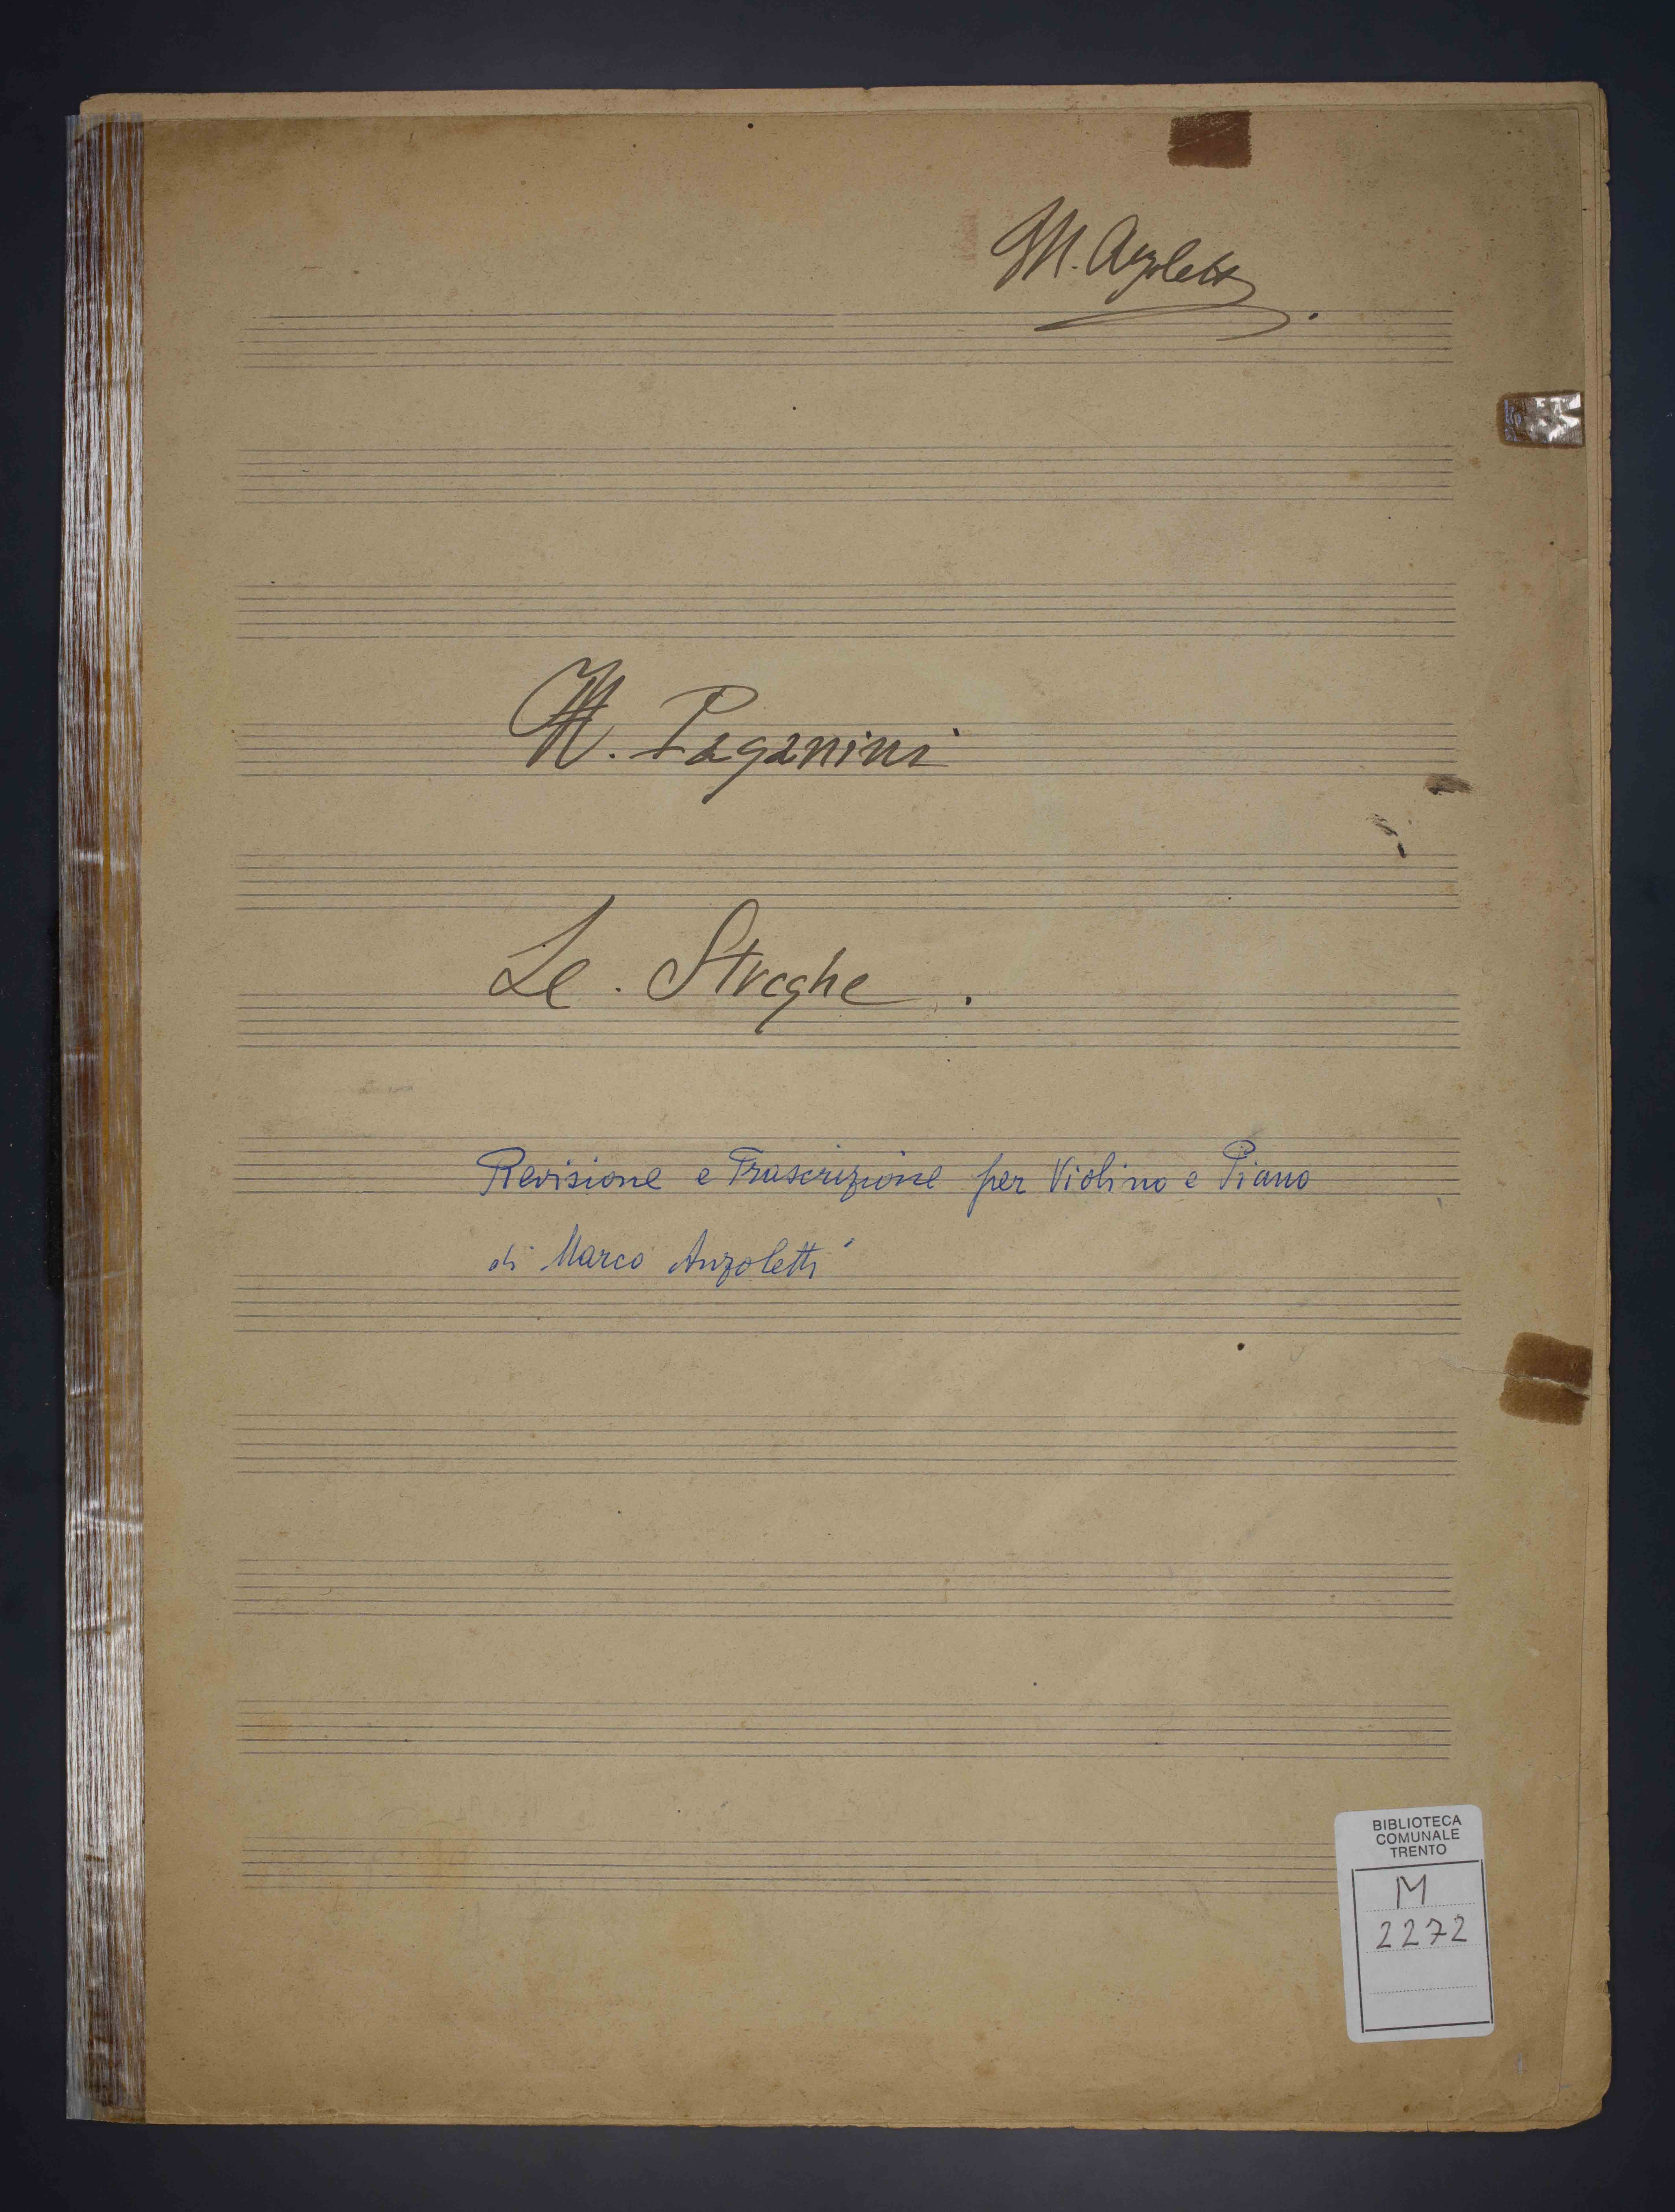 M. Anzoletti
N. Paganini
Le . Streghe .
Revisione e Trascrizione per Violino e Piano
di Marco Anzoletti
BIBLIOTECA
COMUNALE
TRENTO
M
2272